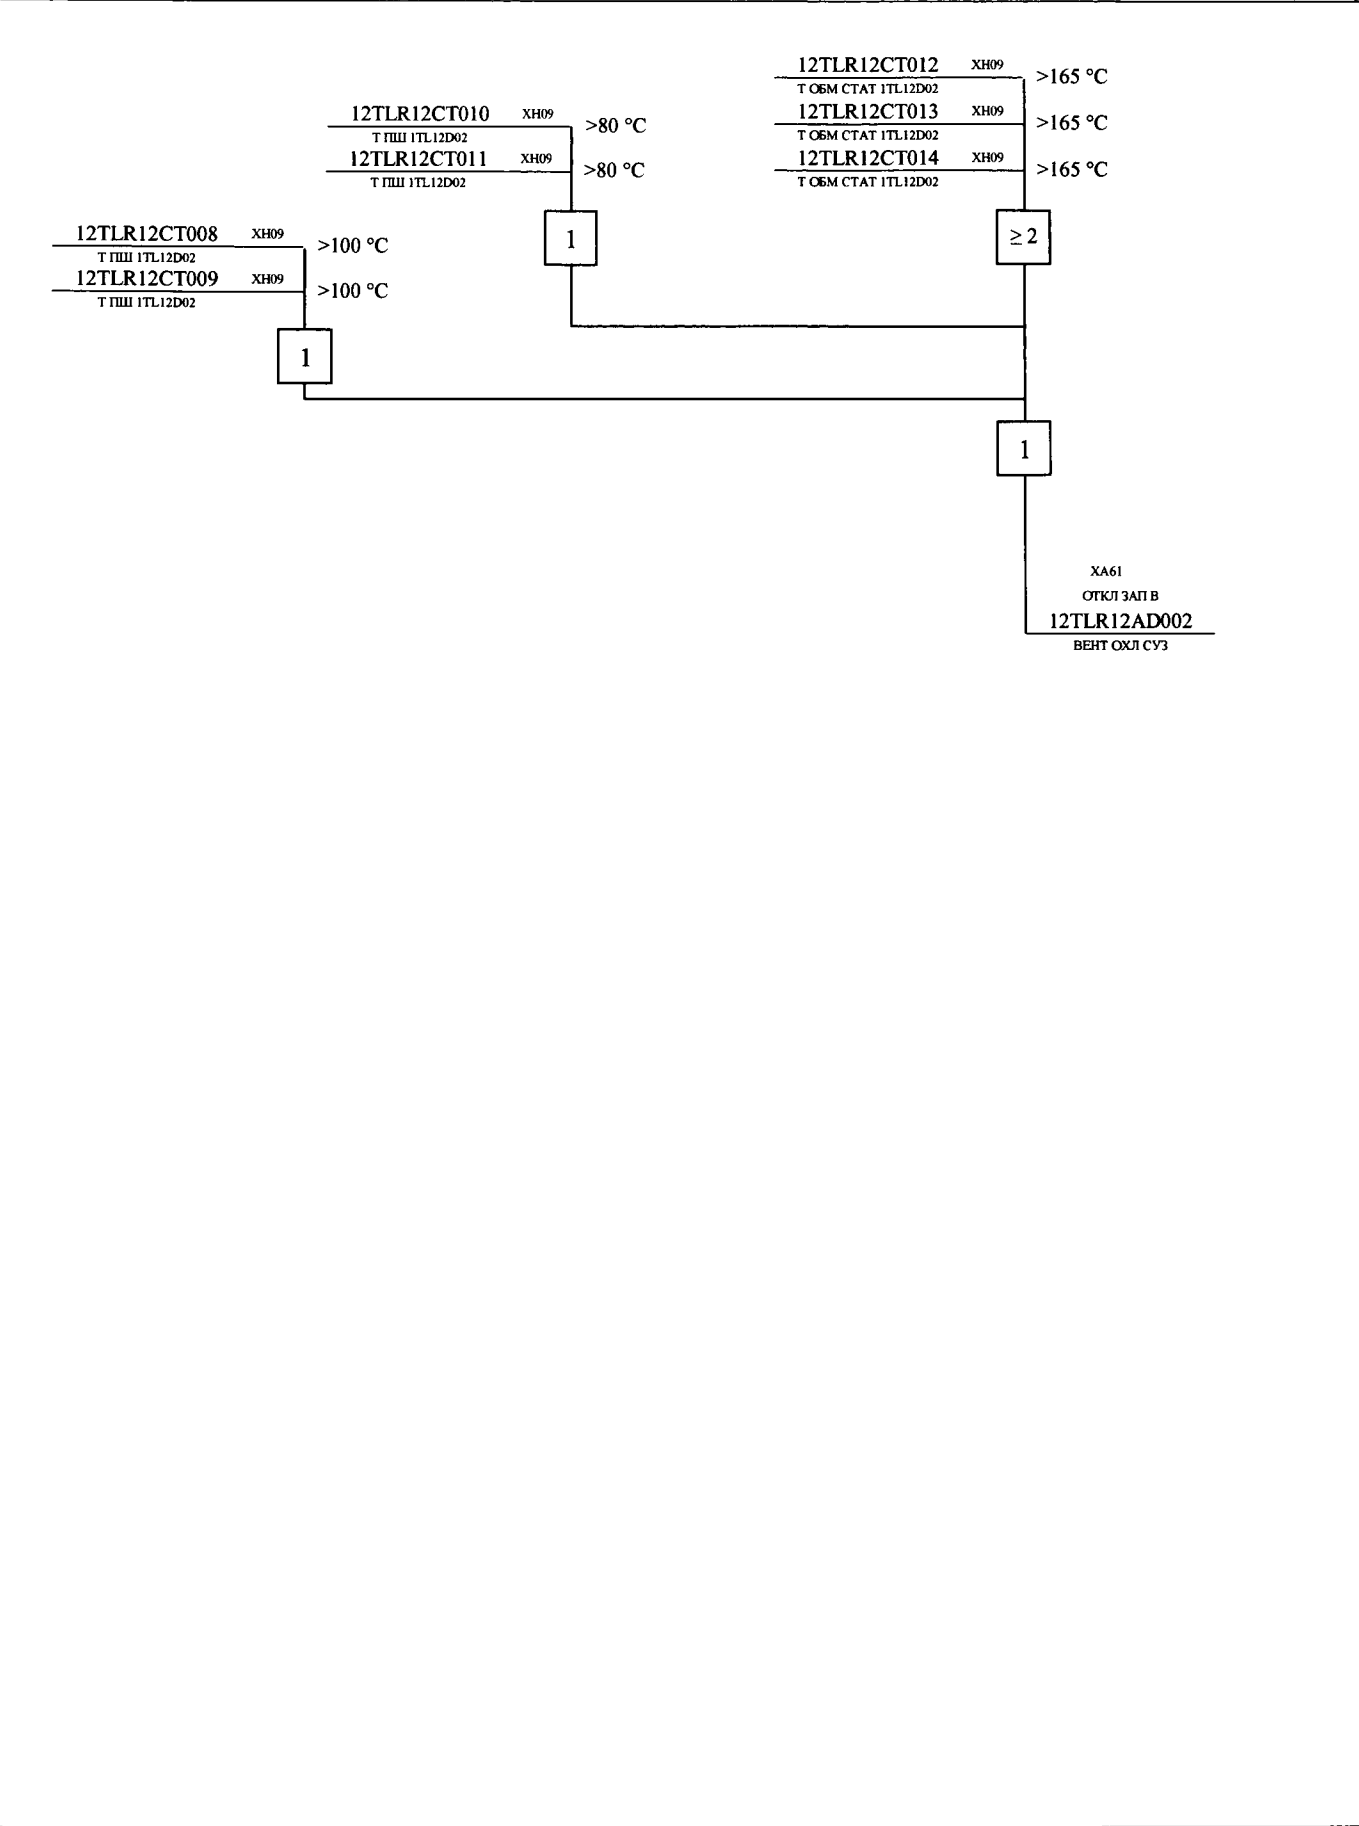 12TLR12CT012 XH09 >165 °C
Т ОБМ СТАТ 1TL12D02
12TLR12CT013 XH09 >165 °C
Т ОБМ СТАТ 1TL12D02
12TLR12CT014 XH09 >165 °C
Т ОБМ СТАТ 1TL12D02
≥2
12TLR12CT010 XH09 >80 °C
Т ПШ 1TL12D02
12TLR12CT011 XH09 >80 °C
Т ПШ 1TL12D02
1
12TLR12CT008 XH09 >100 °C
Т ПШ 1TL12D02
12TLR12CT009 XH09 >100 °C
Т ПШ 1TL12D02
1
1
XA61
ОТКЛ ЗАП В
12TLR12AD002
ВЕНТ ОХЛ СУЗ